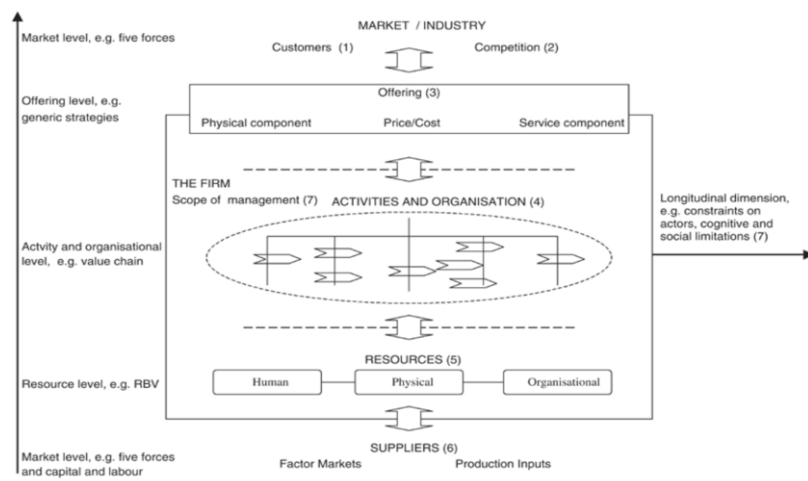 MARKET / INDUSTRY
Market level, e.g. five forces
Customers (1)
Competition (2)
Offering (3)
Offering level, e.g.
generic strategies
Physical component
Price/Cost
Service component
THE FIRM
Scope of management (7)
ACTIVITIES AND ORGANISATION (4)
Longitudinal dimension,
e.g. constraints on
actors, cognitive and
social limitations (7)
Actvity and organisational
level, e.g. value chain
RESOURCES (5)
Resource level, e.g. RBV
Human
Physical
Organisational
SUPPLIERS (6)
Market level, e.g. five forces
and capital and labour
Factor Markets
Production Inputs